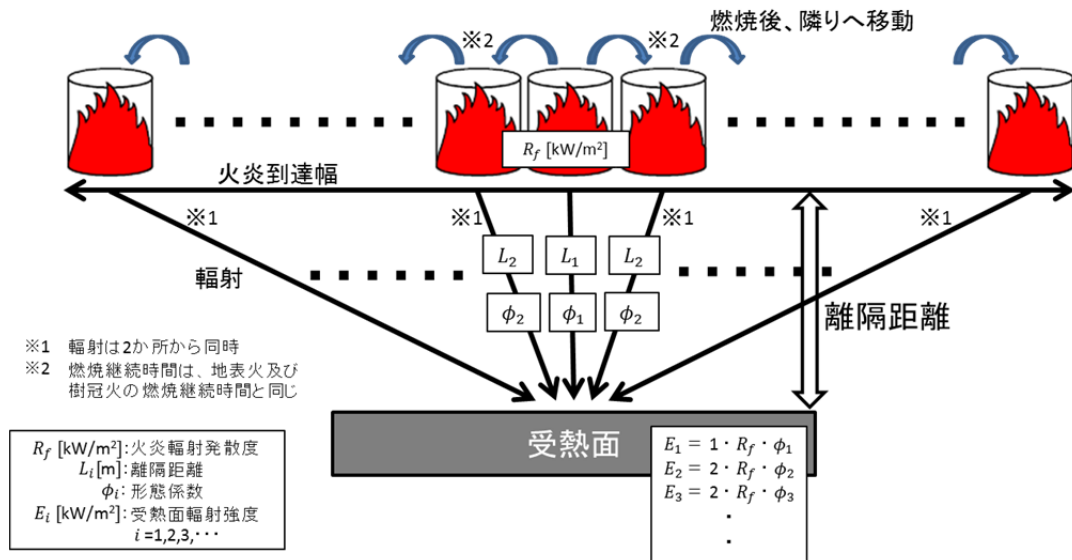 燃焼後、隣りへ移動
※2
※2
R_f [kW/m²]
火炎到達幅
※1
※1
※1
※1
L_2
L_1
L_2
輻射
ϕ_2
ϕ_1
ϕ_2
離隔距離
※1 輻射は2か所から同時
※2 燃焼継続時間は、地表火及び
樹冠火の燃焼継続時間と同じ
受熱面
R_f [kW/m²]:火炎輻射発散度
L_i[m]:離隔距離
ϕ_i:形態係数
E_i [kW/m²]:受熱面輻射強度
i =1,2,3,・・・
E_1 = 1・R_f・ϕ_1
E_2 = 2・R_f・ϕ_2
E_3 = 2・R_f・ϕ_3
・
・
・